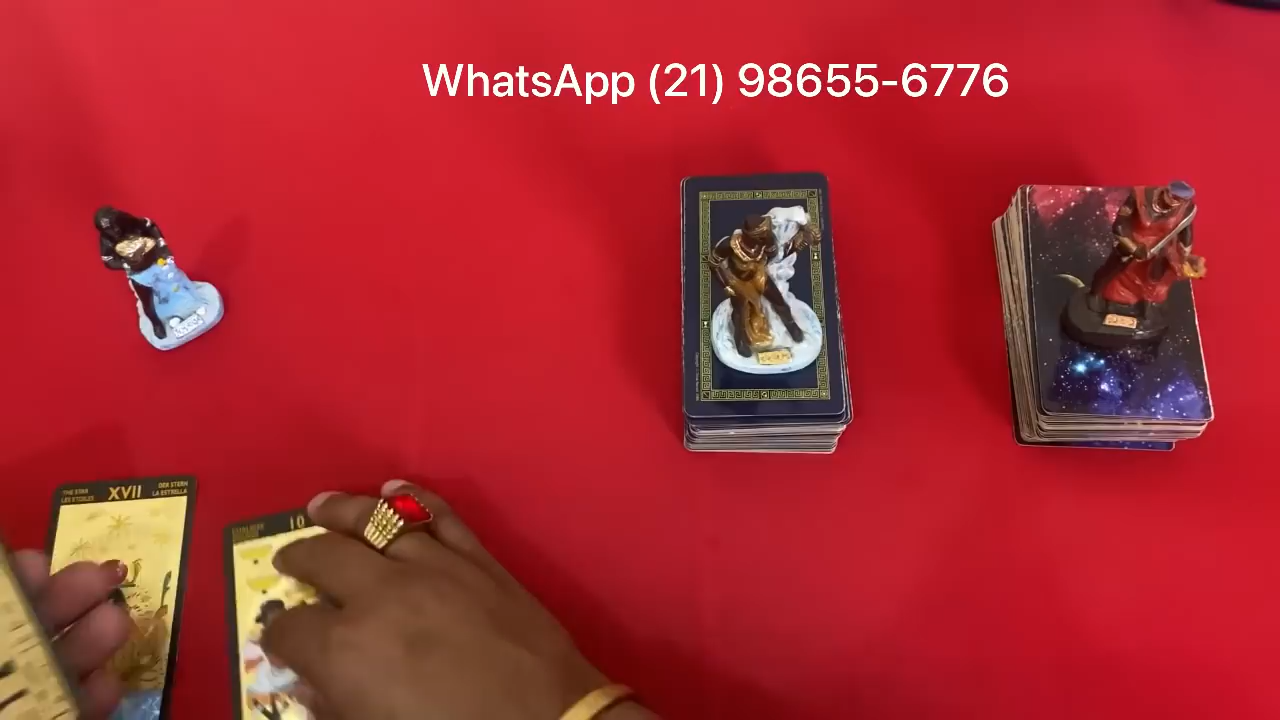 WhatsApp (21) 98655-6776
THE STAR
LES ETOILES
XVII
DER STERN
LA ESTRELLA
10